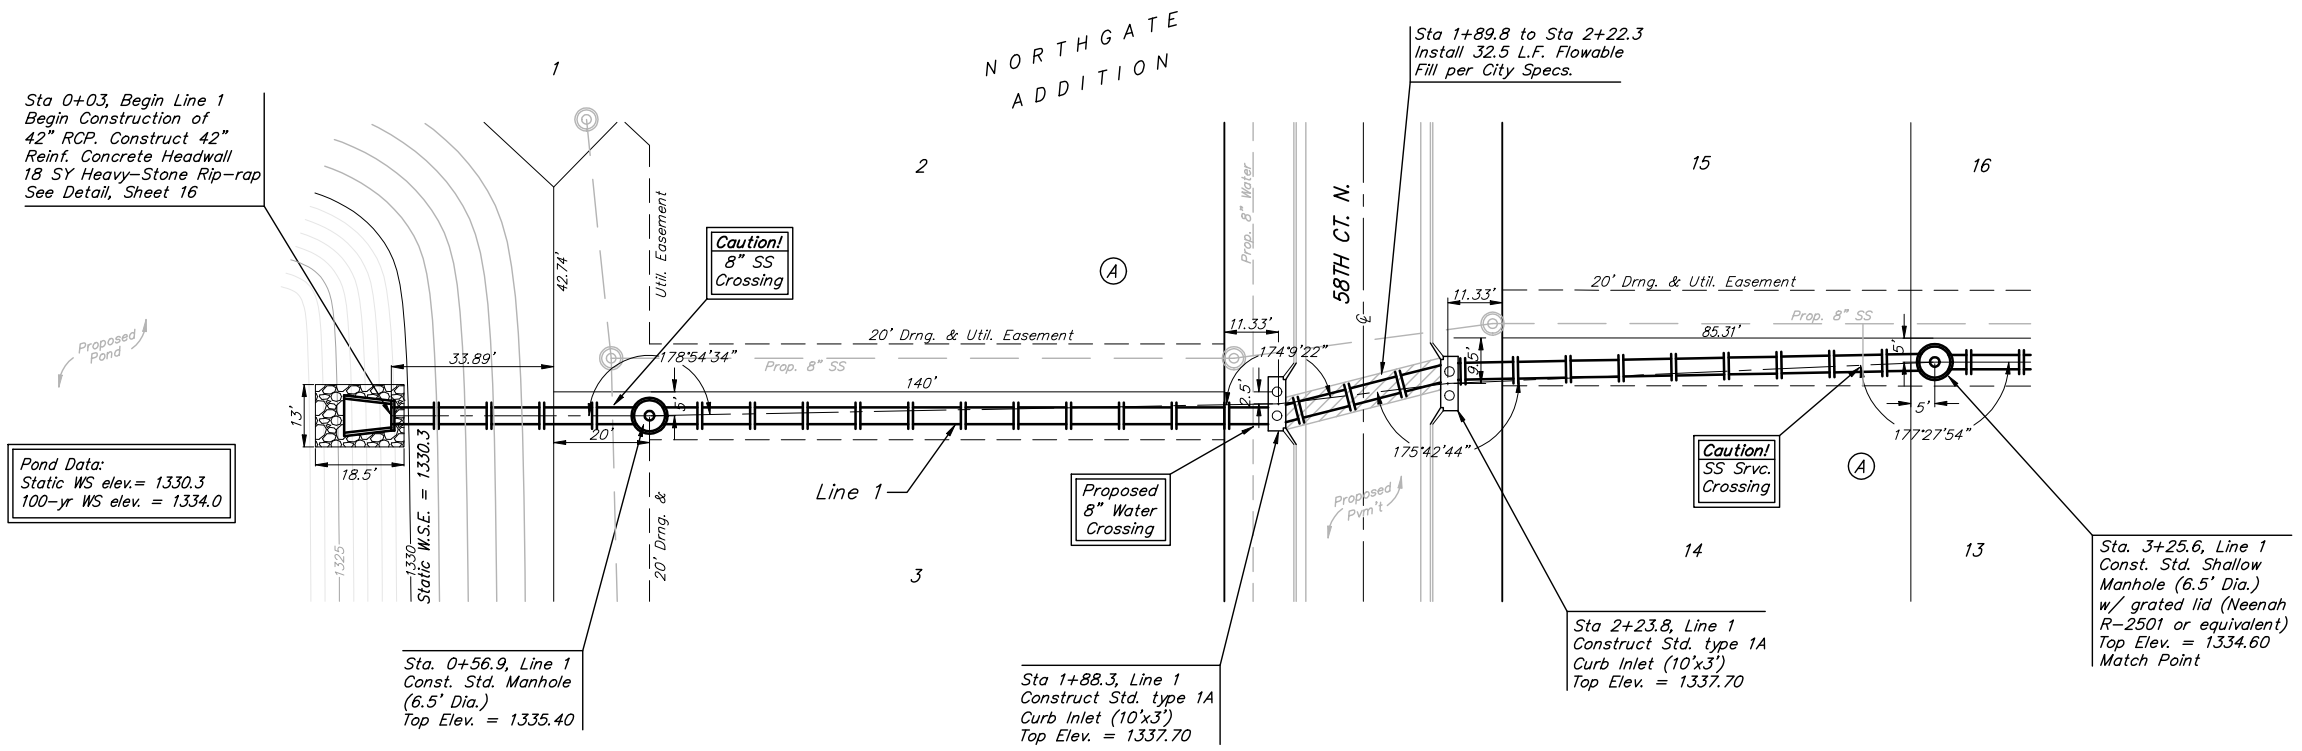 NORTHGATE
ADDITION
1
2
15
16
Sta 0+03, Begin Line 1
Begin Construction of
42" RCP. Construct 42"
Reinf. Concrete Headwall
18 SY Heavy-Stone Rip-rap
See Detail, Sheet 16
Sta 1+89.8 to Sta 2+22.3
Install 32.5 L.F. Flowable
Fill per City Specs.
Util. Easement
42.74'
Caution!
8" SS
Crossing
A
Prop. 8" Water
58TH CT. N.
℄
20' Drng. & Util. Easement
11.33'
Prop. 8" SS
85.31'
5'
Proposed
Pond
33.89'
20' Drng. & Util. Easement
178°54'34"
Prop. 8" SS
140'
5'
20'
11.33'
174°9'22"
2.5'
9.5'
175°42'44"
5'
177°27'54"
13'
18.5'
Pond Data:
Static WS elev.= 1330.3
100-yr WS elev. = 1334.0
1325
1330
Static W.S.E. = 1330.3
20' Drng. &
Line 1
Proposed
8" Water
Crossing
Proposed
Pvm't
Caution!
SS Srvc.
Crossing
A
3
14
13
Sta. 0+56.9, Line 1
Const. Std. Manhole
(6.5' Dia.)
Top Elev. = 1335.40
Sta 1+88.3, Line 1
Construct Std. type 1A
Curb Inlet (10'x3')
Top Elev. = 1337.70
Sta 2+23.8, Line 1
Construct Std. type 1A
Curb Inlet (10'x3')
Top Elev. = 1337.70
Sta. 3+25.6, Line 1
Const. Std. Shallow
Manhole (6.5' Dia.)
w/ grated lid (Neenah
R-2501 or equivalent)
Top Elev. = 1334.60
Match Point